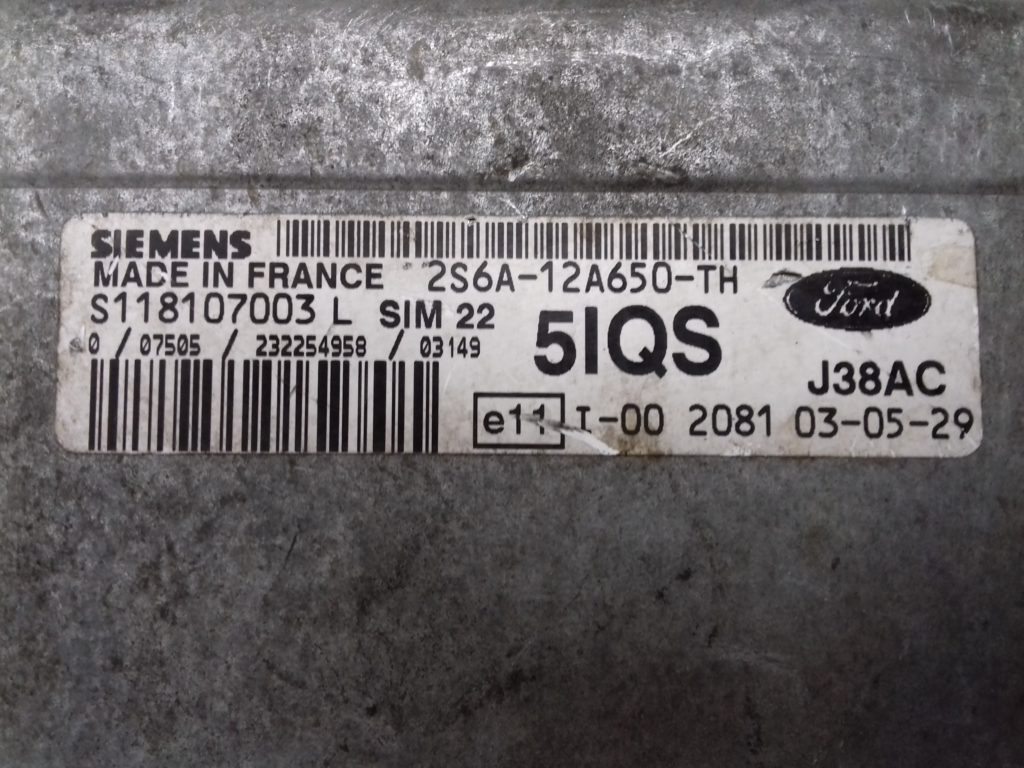 SIEMENS
MADE IN FRANCE 2S6A-12A650-TH
Ford
S118107003 L SIM 22
5IQS
0 / 07505 / 232254958 / 03149
J38AC
e11 I-00 2081 03-05-29